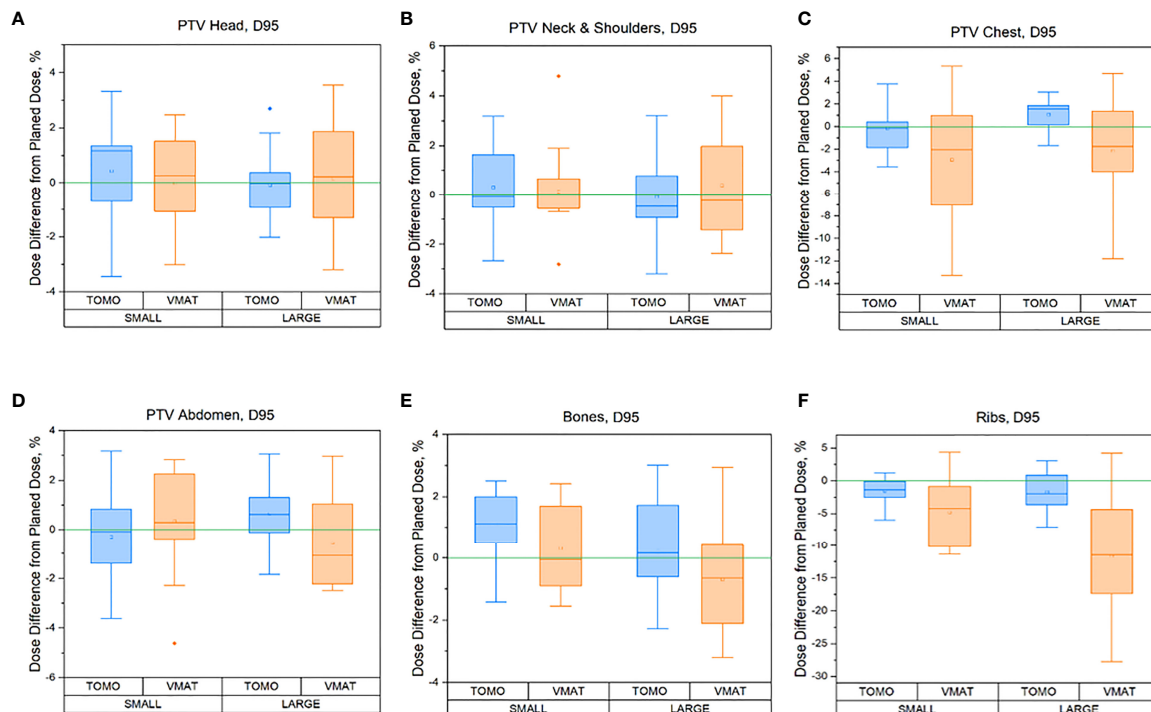 A
PTV Head, D95
Dose Difference from Planed Dose, %
4
2
0
-2
-4
TOMO VMAT TOMO VMAT
SMALL LARGE
B
PTV Neck & Shoulders, D95
Dose Difference from Planed Dose, %
6
4
2
0
-2
-4
TOMO VMAT TOMO VMAT
SMALL LARGE
C
PTV Chest, D95
Dose Difference from Planed Dose, %
6
4
2
0
-2
-4
-6
-8
-10
-12
-14
TOMO VMAT TOMO VMAT
SMALL LARGE
D
PTV Abdomen, D95
Dose Difference from Planed Dose, %
4
2
0
-2
-4
-6
TOMO VMAT TOMO VMAT
SMALL LARGE
E
Bones, D95
Dose Difference from Planed Dose, %
4
2
0
-2
-4
TOMO VMAT TOMO VMAT
SMALL LARGE
F
Ribs, D95
Dose Difference from Planed Dose, %
5
0
-5
-10
-15
-20
-25
-30
TOMO VMAT TOMO VMAT
SMALL LARGE